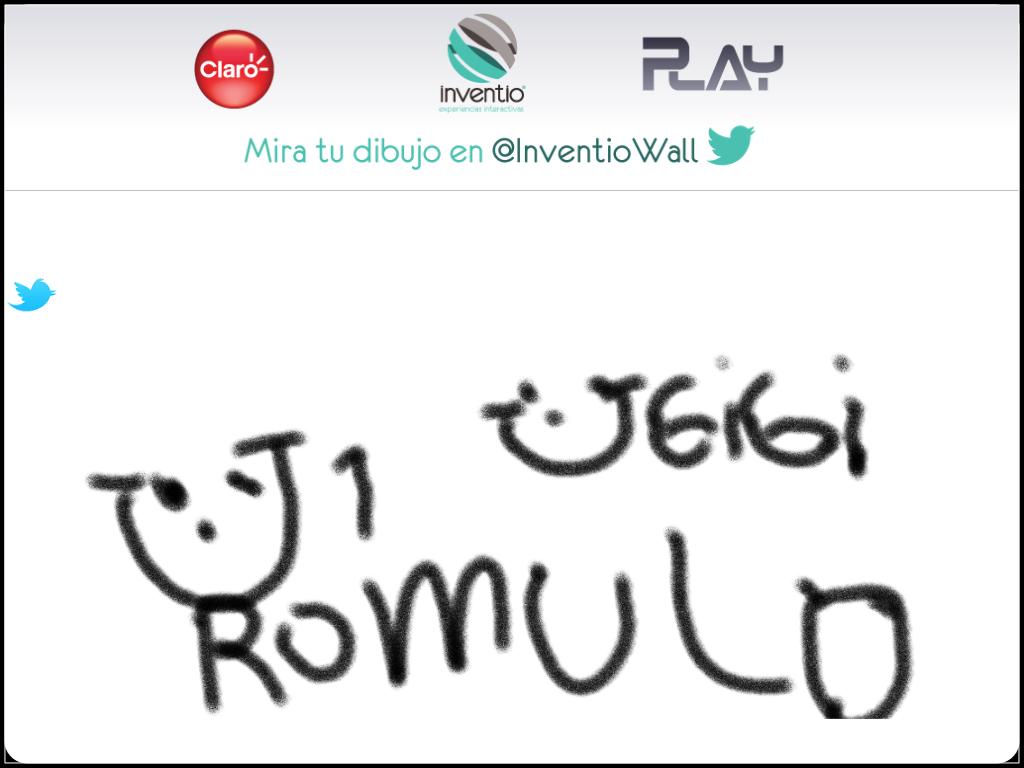 Claro
inventio
experiencias interactivas
PLAY
Mira tu dibujo en @InventioWall
ROMULO